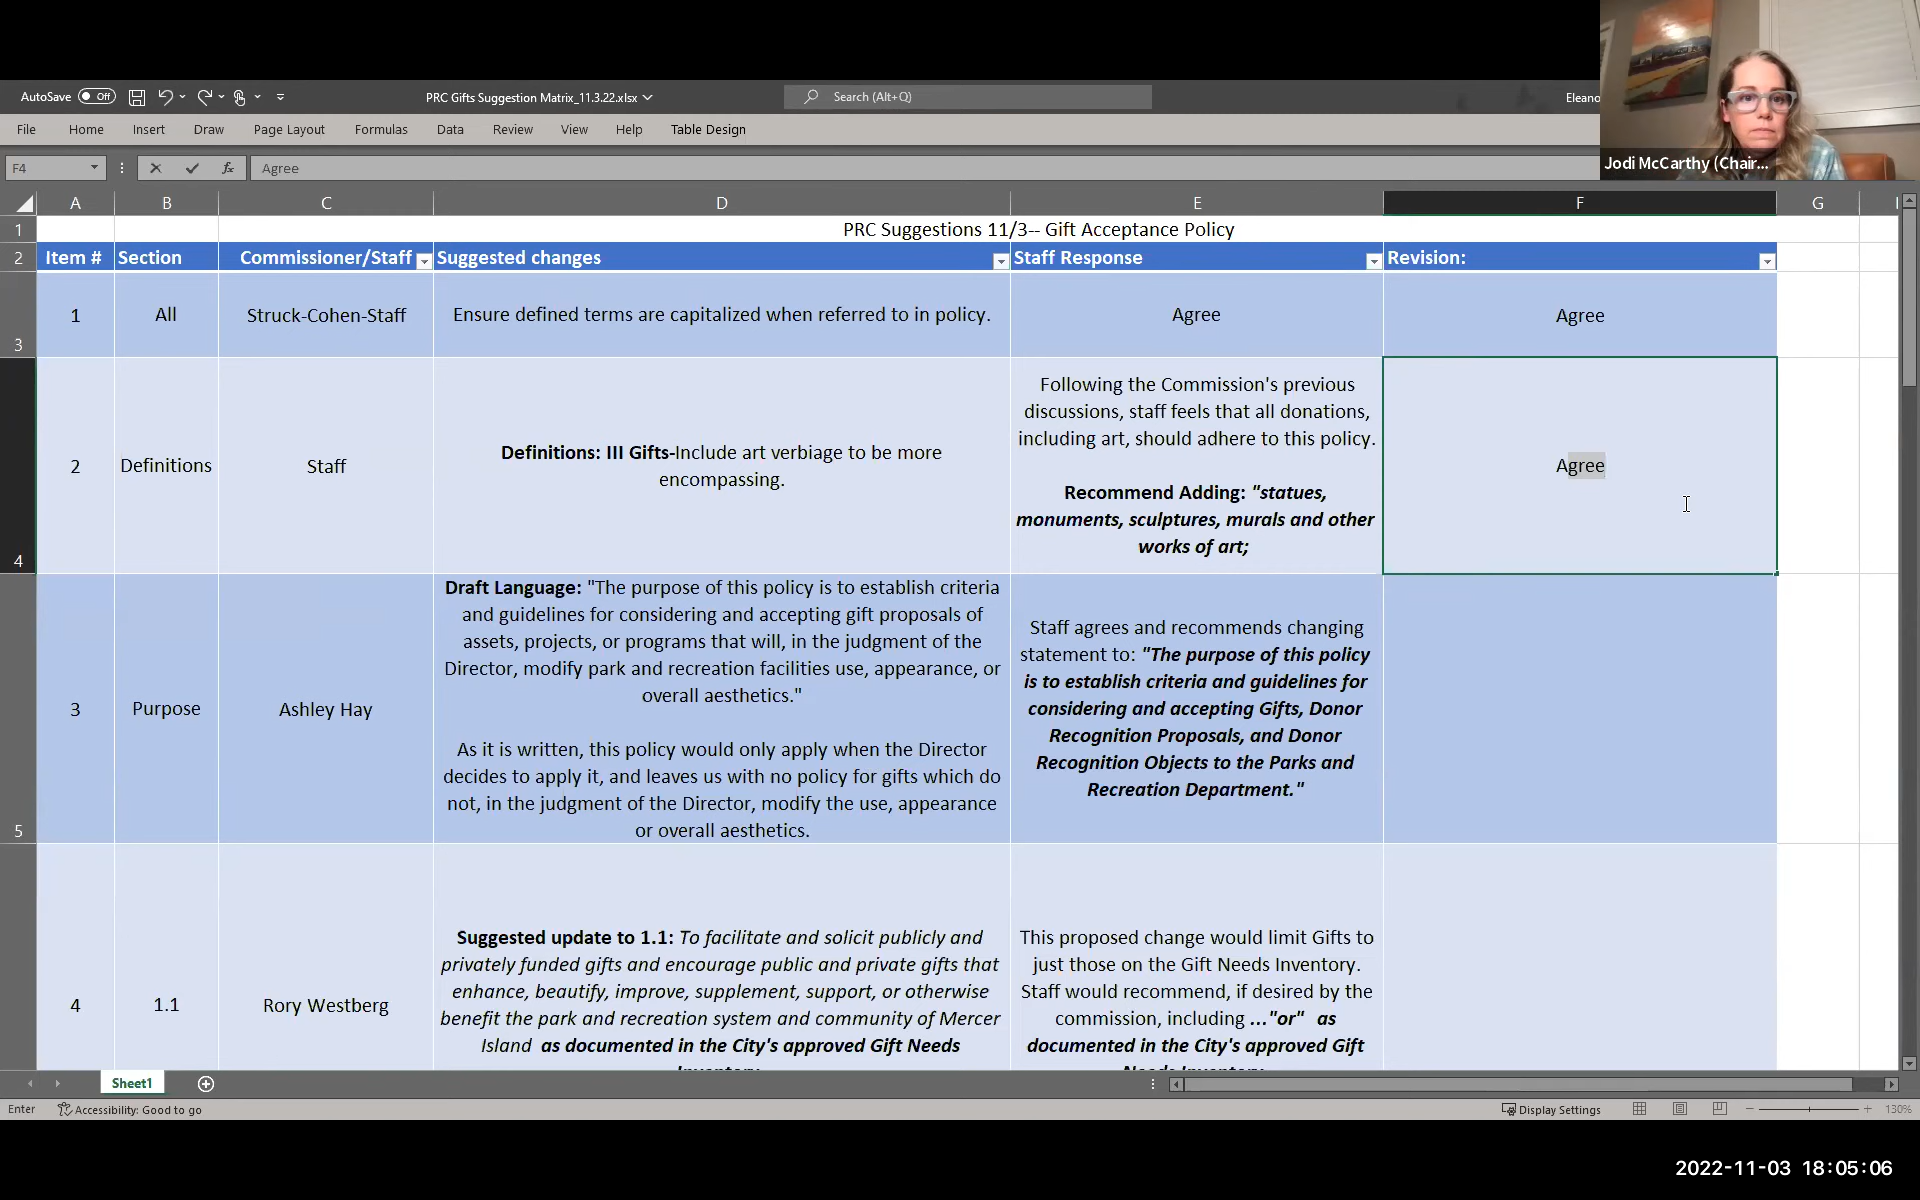 AutoSave Off
PRC Gifts Suggestion Matrix_11.3.22.xlsx
Search (Alt+Q)
Eleano
File Home Insert Draw Page Layout Formulas Data Review View Help Table Design
Jodi McCarthy (Chair...
F4 fx Agree
A B C D E F G
1 PRC Suggestions 11/3-- Gift Acceptance Policy
2 Item # Section Commissioner/Staff Suggested changes Staff Response Revision:
3
1 All Struck-Cohen-Staff Ensure defined terms are capitalized when referred to in policy. Agree Agree
4
2 Definitions Staff
Definitions: III Gifts-Include art verbiage to be more
encompassing.
Following the Commission's previous
discussions, staff feels that all donations,
including art, should adhere to this policy.
Recommend Adding: "statues,
monuments, sculptures, murals and other
works of art;
Agree
5
3 Purpose Ashley Hay
Draft Language: "The purpose of this policy is to establish criteria
and guidelines for considering and accepting gift proposals of
assets, projects, or programs that will, in the judgment of the
Director, modify park and recreation facilities use, appearance, or
overall aesthetics."
As it is written, this policy would only apply when the Director
decides to apply it, and leaves us with no policy for gifts which do
not, in the judgment of the Director, modify the use, appearance
or overall aesthetics.
Staff agrees and recommends changing
statement to: "The purpose of this policy
is to establish criteria and guidelines for
considering and accepting Gifts, Donor
Recognition Proposals, and Donor
Recognition Objects to the Parks and
Recreation Department."
4 1.1 Rory Westberg
Suggested update to 1.1: To facilitate and solicit publicly and
privately funded gifts and encourage public and private gifts that
enhance, beautify, improve, supplement, support, or otherwise
benefit the park and recreation system and community of Mercer
Island as documented in the City's approved Gift Needs
This proposed change would limit Gifts to
just those on the Gift Needs Inventory.
Staff would recommend, if desired by the
commission, including ..."or" as
documented in the City's approved Gift
Sheet1
Enter Accessibility: Good to go Display Settings 130%
2022-11-03 18:05:06